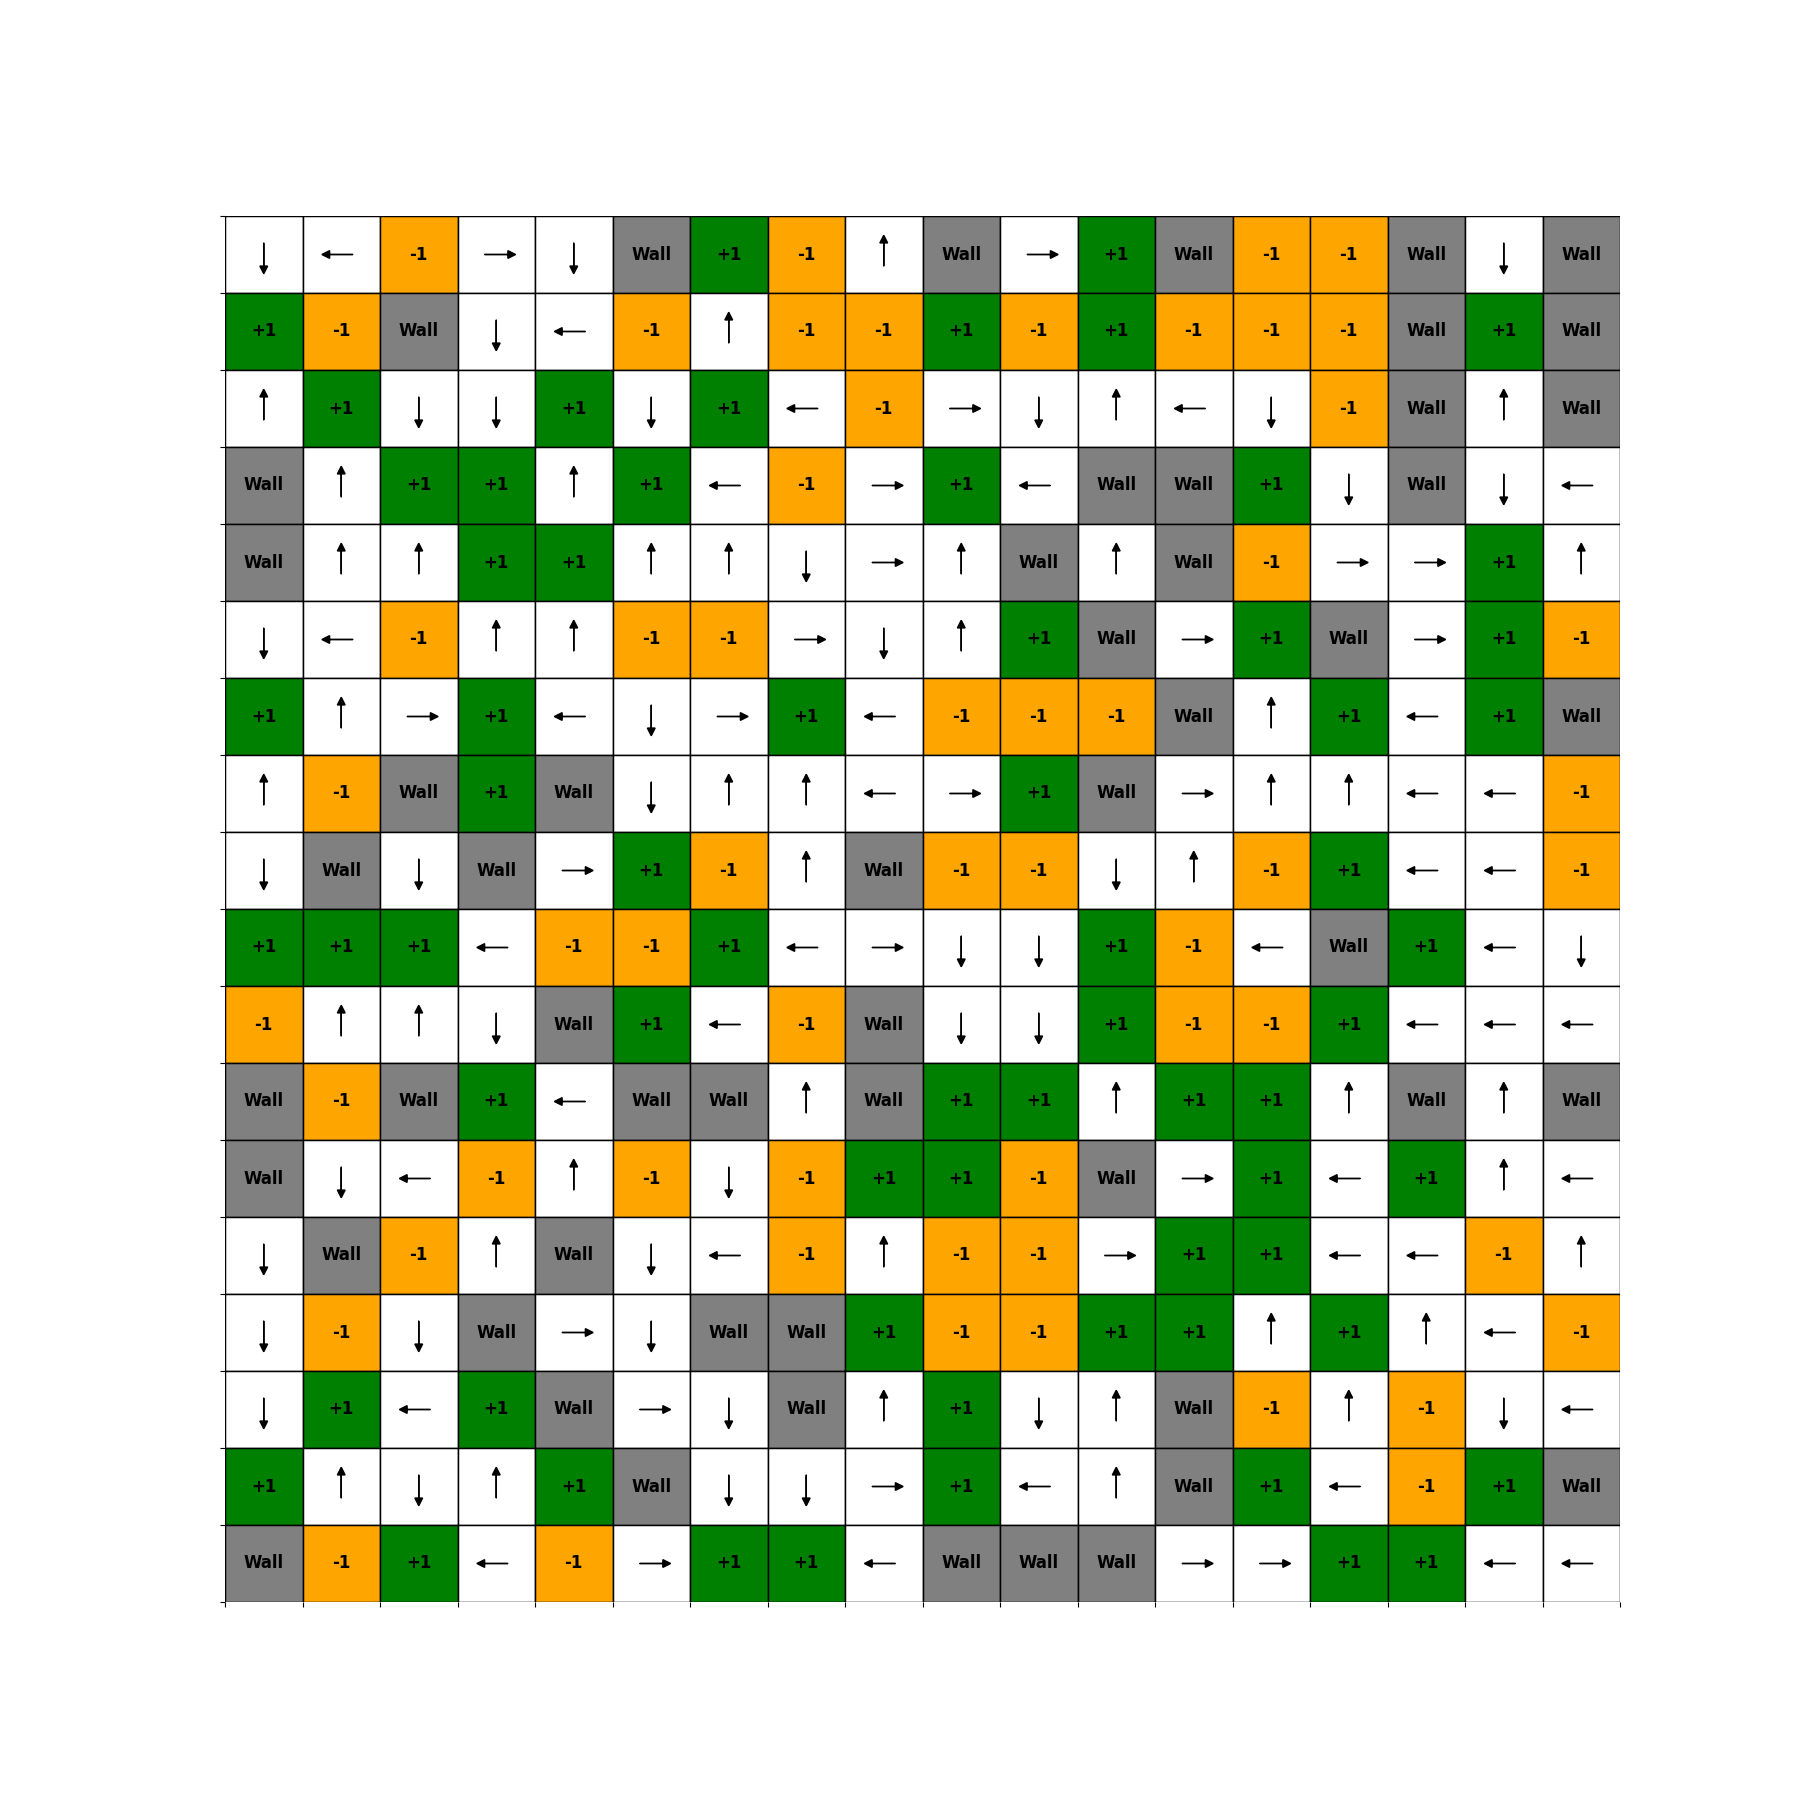 ↓ ← -1 → ↓ Wall +1 -1 ↑ Wall → +1 Wall -1 -1 Wall ↓ Wall
+1 -1 Wall ↓ ← -1 ↑ -1 -1 +1 -1 +1 -1 -1 -1 Wall +1 Wall
↑ +1 ↓ ↓ +1 ↓ +1 ← -1 → ↓ ↑ ← ↓ -1 Wall ↑ Wall
Wall ↑ +1 +1 ↑ +1 ← -1 → +1 ← Wall Wall +1 ↓ Wall ↓ ←
Wall ↑ ↑ +1 +1 ↑ ↑ ↓ → ↑ Wall ↑ Wall -1 → → +1 ↑
↓ ← -1 ↑ ↑ -1 -1 → ↓ ↑ +1 Wall → +1 Wall → +1 -1
+1 ↑ → +1 ← ↓ → +1 ← -1 -1 -1 Wall ↑ +1 ← +1 Wall
↑ -1 Wall +1 Wall ↓ ↑ ↑ ← → +1 Wall → ↑ ↑ ← ← -1
↓ Wall ↓ Wall → +1 -1 ↑ Wall -1 -1 ↓ ↑ -1 +1 ← ← -1
+1 +1 +1 ← -1 -1 +1 ← → ↓ ↓ +1 -1 ← Wall +1 ← ↓
-1 ↑ ↑ ↓ Wall +1 ← -1 Wall ↓ ↓ +1 -1 -1 +1 ← ← ←
Wall -1 Wall +1 ← Wall Wall ↑ Wall +1 +1 ↑ +1 +1 ↑ Wall ↑ Wall
Wall ↓ ← -1 ↑ -1 ↓ -1 +1 +1 -1 Wall → +1 ← +1 ↑ ←
↓ Wall -1 ↑ Wall ↓ ← -1 ↑ -1 -1 → +1 +1 ← ← -1 ↑
↓ -1 ↓ Wall → ↓ Wall Wall +1 -1 -1 +1 +1 ↑ +1 ↑ ← -1
↓ +1 ← +1 Wall → ↓ Wall ↑ +1 ↓ ↑ Wall -1 ↑ -1 ↓ ←
+1 ↑ ↓ ↑ +1 Wall ↓ ↓ → +1 ← ↑ Wall +1 ← -1 +1 Wall
Wall -1 +1 ← -1 → +1 +1 ← Wall Wall Wall → → +1 +1 ← ←